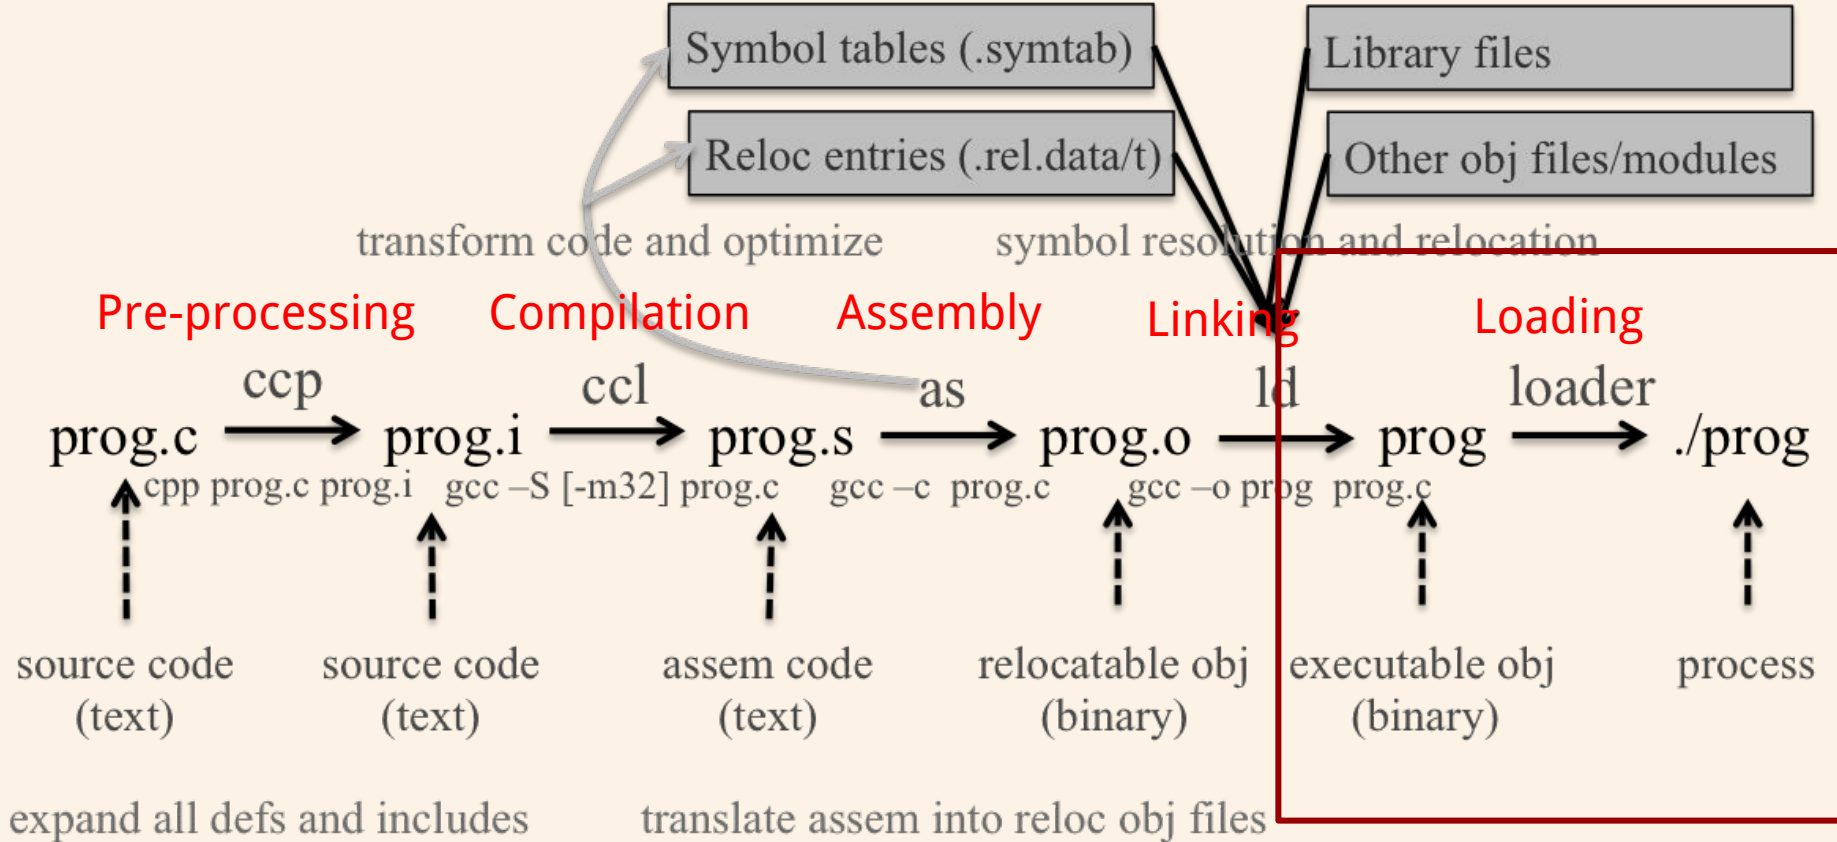 Symbol tables (.symtab)
Library files
Reloc entries (.rel.data/t)
Other obj files/modules
transform code and optimize
symbol resolution and relocation
Pre-processing
Compilation
Assembly
Linking
Loading
ccp
ccl
as
ld
loader
prog.c
prog.i
prog.s
prog.o
prog
./prog
cpp prog.c prog.i
gcc –S [-m32] prog.c
gcc –c prog.c
gcc –o prog prog.c
source code
(text)
source code
(text)
assem code
(text)
relocatable obj
(binary)
executable obj
(binary)
process
expand all defs and includes
translate assem into reloc obj files